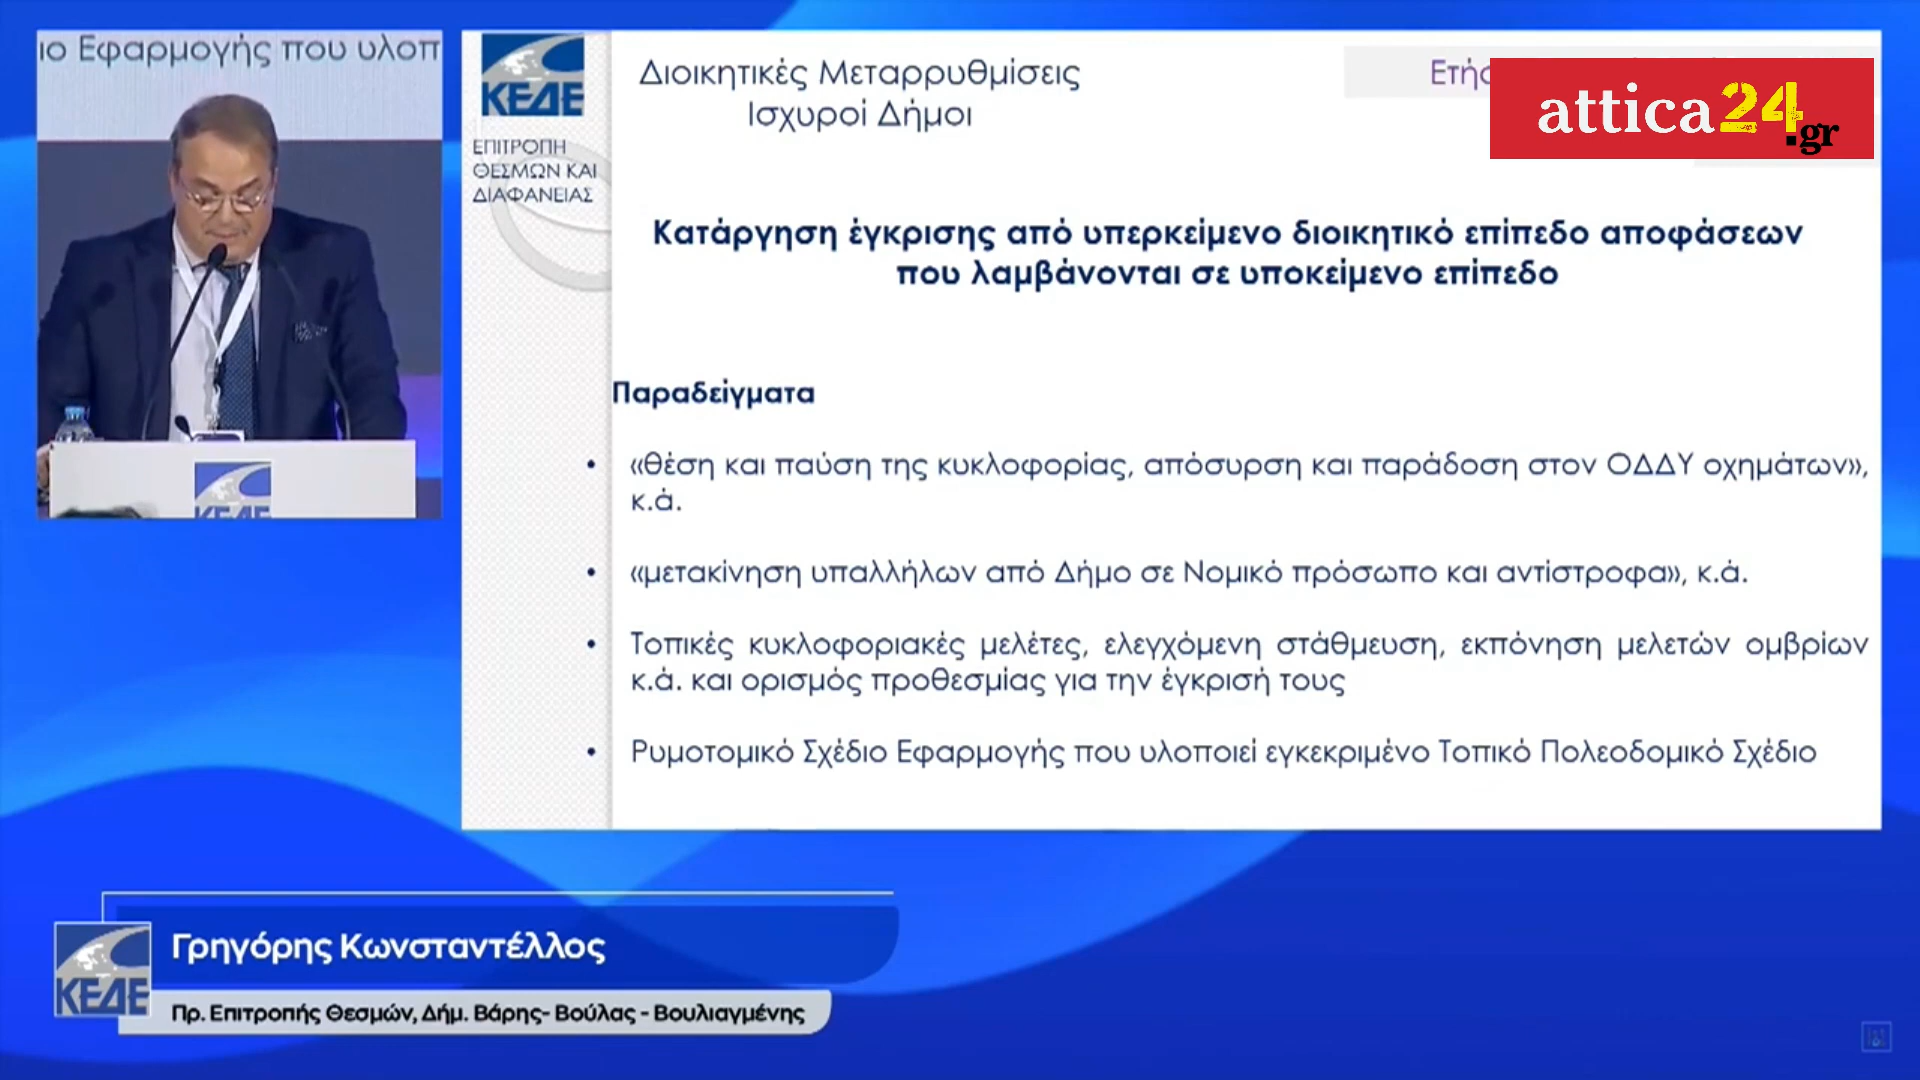 ιο Εφαρμογής που υλοπ
ΚΕΔΕ
ΕΠΙΤΡΟΠΗ
ΘΕΣΜΩΝ ΚΑΙ
ΔΙΑΦΑΝΕΙΑΣ
Διοικητικές Μεταρρυθμίσεις
Ισχυροί Δήμοι
attica24.gr
Κατάργηση έγκρισης από υπερκείμενο διοικητικό επίπεδο αποφάσεων
που λαμβάνονται σε υποκείμενο επίπεδο
Παραδείγματα
• «θέση και παύση της κυκλοφορίας, απόσυρση και παράδοση στον ΟΔΔΥ οχημάτων»,
κ.ά.
• «μετακίνηση υπαλλήλων από Δήμο σε Νομικό πρόσωπο και αντίστροφα», κ.ά.
• Τοπικές κυκλοφοριακές μελέτες, ελεγχόμενη στάθμευση, εκπόνηση μελετών ομβρίων
κ.ά. και ορισμός προθεσμίας για την έγκρισή τους
• Ρυμοτομικό Σχέδιο Εφαρμογής που υλοποιεί εγκεκριμένο Τοπικό Πολεοδομικό Σχέδιο
ΚΕΔΕ
ΚΕΔΕ
Γρηγόρης Κωνσταντέλλος
Πρ. Επιτροπής Θεσμών, Δήμ. Βάρης- Βούλας - Βουλιαγμένης